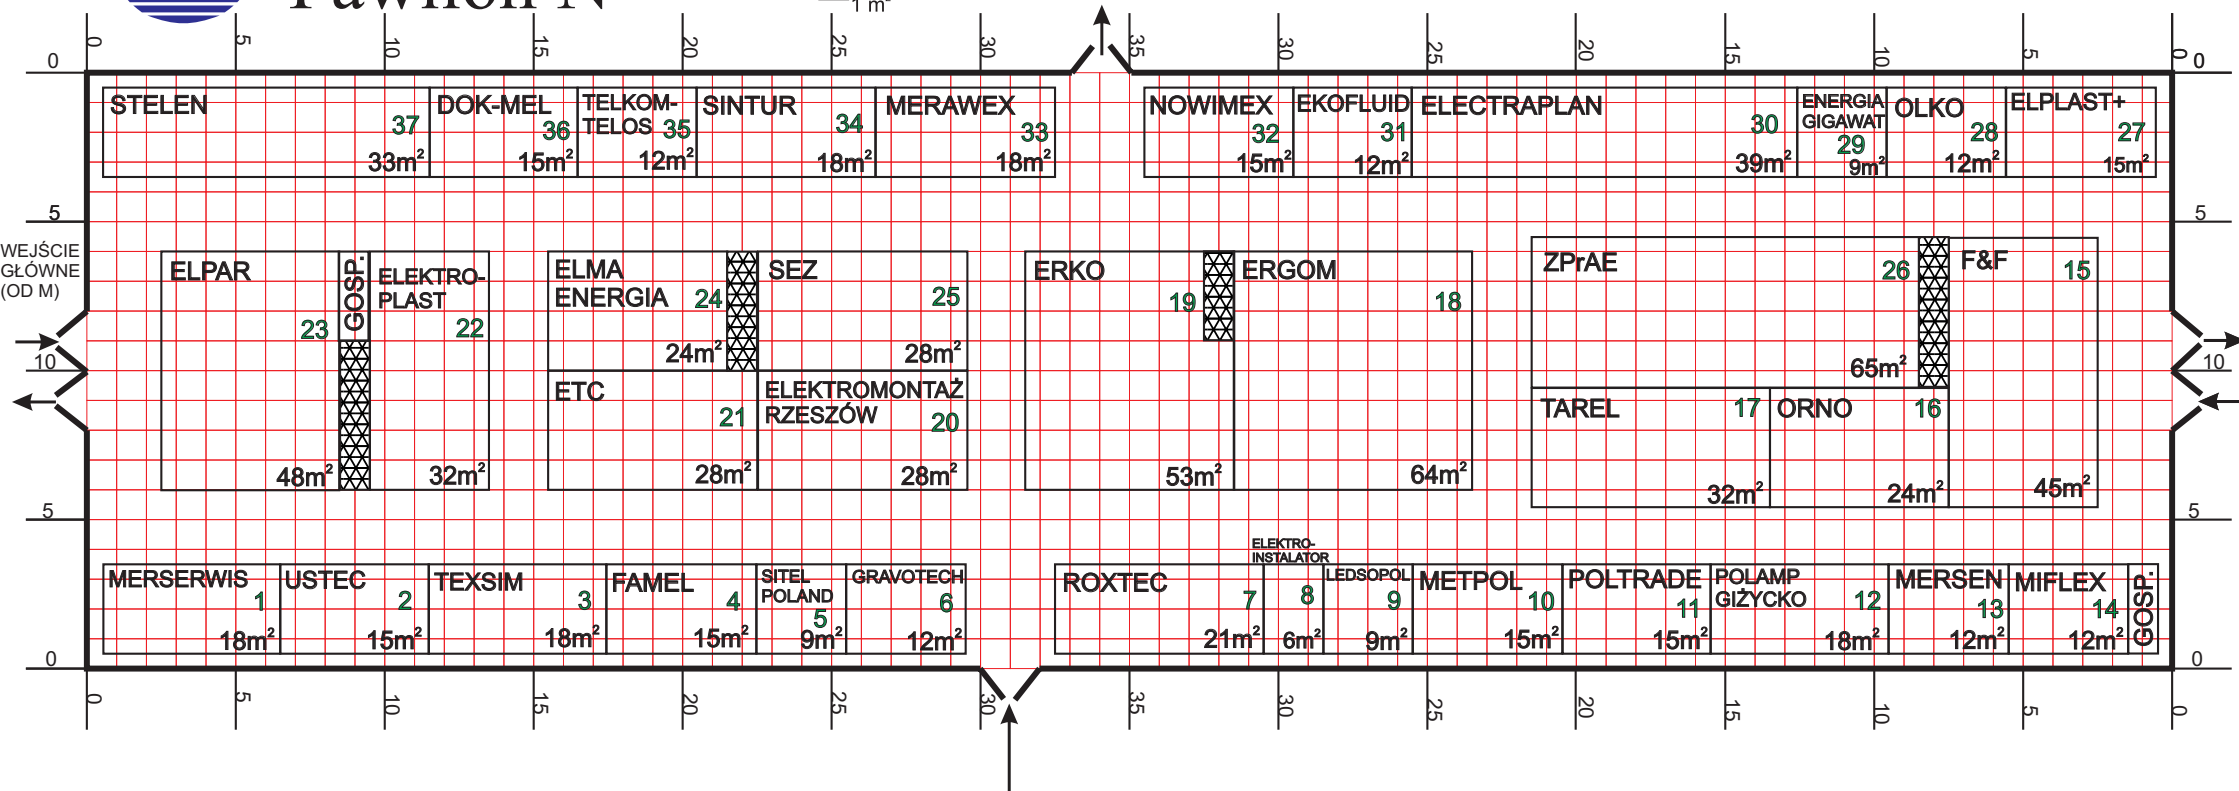 Pawilon N
1 m²
0 5 10 15 20 25 30 35 30 25 20 15 10 5 0
0 0
STELEN 37 33m²
DOK-MEL 36 15m²
TELKOM-
TELOS 35 12m²
SINTUR 34 18m²
MERAWEX 33 18m²
NOWIMEX 32 15m²
EKOFLUID 31 12m²
ELECTRAPLAN 30 39m²
ENERGIA
GIGAWAT
29
9m²
OLKO 28 12m²
ELPLAST+ 27 15m²
5 5
WEJŚCIE
GŁÓWNE
(OD M)
10 10
ELPAR 23 48m²
GOSP.
ELEKTRO-
PLAST
22 32m²
ELMA
ENERGIA 24
24m²
SEZ 25 28m²
ETC 21 28m²
ELEKTROMONTAŻ
RZESZÓW 20
28m²
ERKO 19 53m²
ERGOM 18 64m²
ZPrAE 26 65m²
F&F 15 45m²
TAREL 17 32m²
ORNO 16 24m²
5 5
MERSERWIS 1 18m²
USTEC 2 15m²
TEXSIM 3 18m²
FAMEL 4 15m²
SITEL
POLAND
5
9m²
GRAVOTECH 6 12m²
ROXTEC 7 21m²
ELEKTRO-
INSTALATOR
8 6m²
LEDSOPOL 9 9m²
METPOL 10 15m²
POLTRADE 11 15m²
POLAMP
GIŻYCKO 12
18m²
MERSEN 13 12m²
MIFLEX 14 12m²
GOSP.
0 0
0 5 10 15 20 25 30 35 30 25 20 15 10 5 0